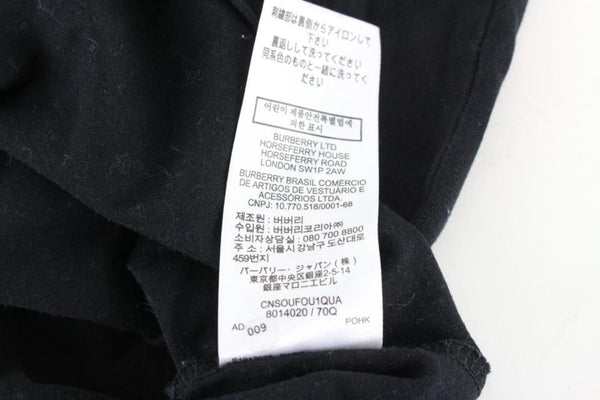 刺繍部は裏側からアイロンして
下さい
裏返しして洗ってください
同系色のものと一緒に洗ってく
ださい
어린이 제품안전특별법에
의한 표시
BURBERRY LTD
HORSEFERRY HOUSE
HORSEFERRY ROAD
LONDON SW1P 2AW
BURBERRY BRASIL COMÉRCIO
DE ARTIGOS DE VESTUÁRIO E
ACESSÓRIOS LTDA.
CNPJ: 10.770.518/0001-68
제조원 : 버버리
수입원 : 버버리코리아㈜
소비자상담실 : 080 700 8800
주 소 : 서울시강남구 도산대로
459번지
バーバリー・ジャパン (株)
東京都中央区銀座2-5-14
銀座マロニエビル
CNSOUFOU1QUA
8014020 / 70Q
AD 009 POHK